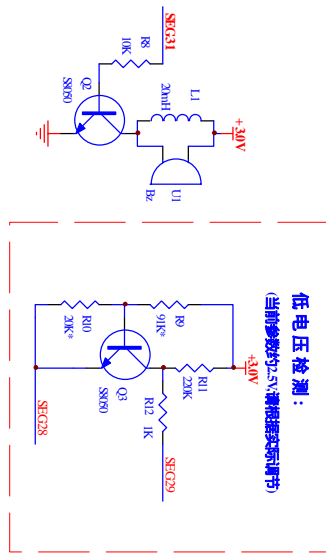 低电压检测：
(当前参数约2.5V,请根据实际调节)
+3.0V
R11
220K
R12
1K
SEG29
R9
91K*
Q3
S8050
R10
20K*
SEG28
+3.0V
L1
20mH
U1
Bz
SEG31
R8
10K
Q2
S8050